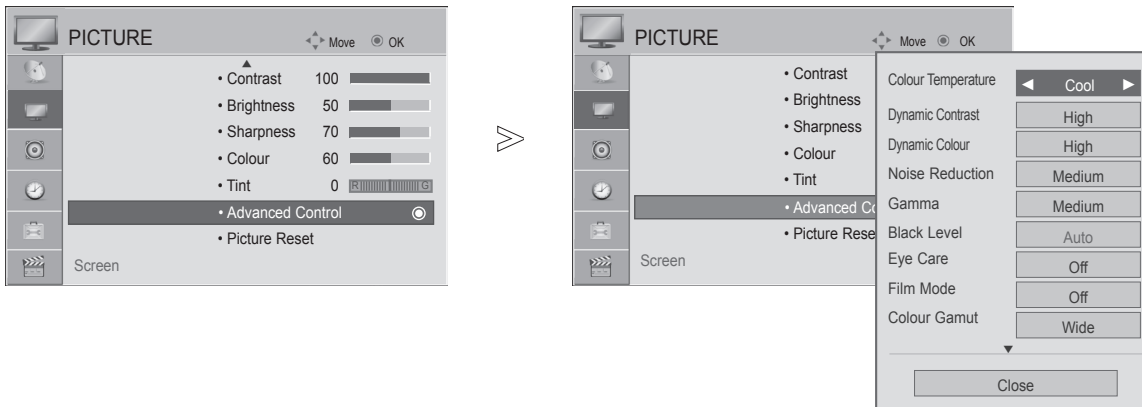 PICTURE
Move OK
• Contrast 100
• Brightness 50
• Sharpness 70
• Colour 60
• Tint 0 R G
• Advanced Control
• Picture Reset
Screen
PICTURE
Move OK
• Contrast
• Brightness
• Sharpness
• Colour
• Tint
• Advanced Co
• Picture Rese
Screen
Colour Temperature Cool
Dynamic Contrast High
Dynamic Colour High
Noise Reduction Medium
Gamma Medium
Black Level Auto
Eye Care Off
Film Mode Off
Colour Gamut Wide
Close